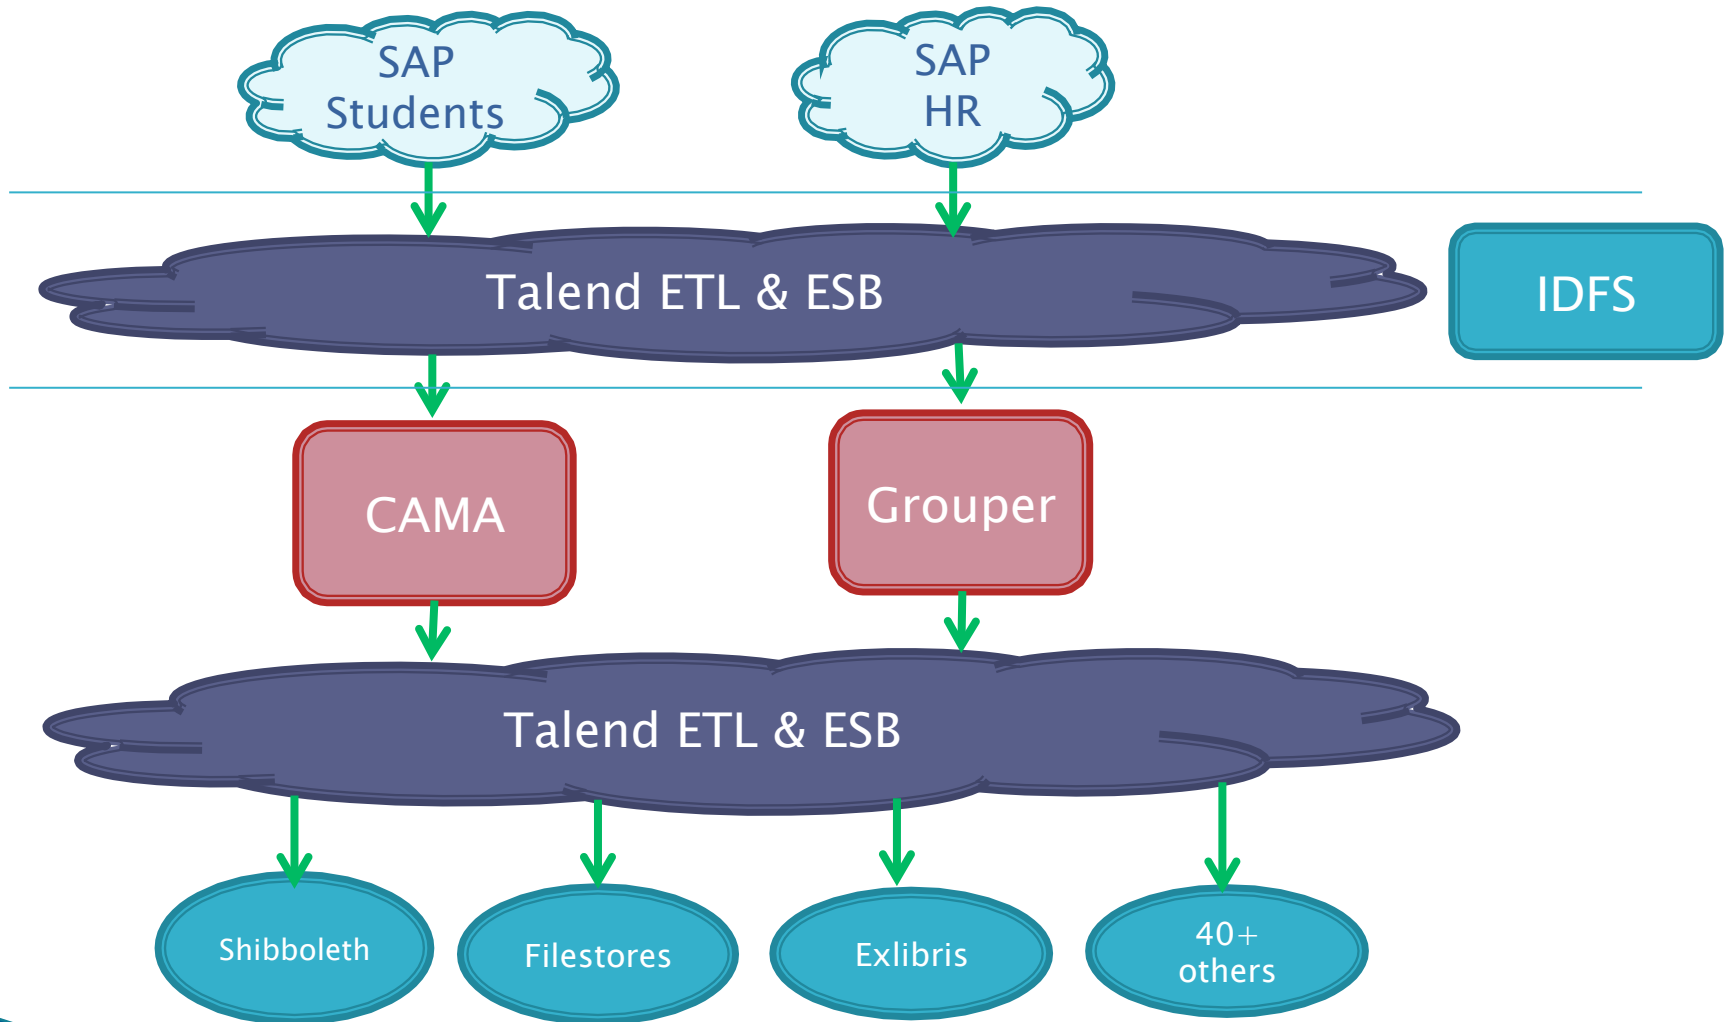 SAP
Students
SAP
HR
Talend ETL & ESB
IDFS
CAMA
Grouper
Talend ETL & ESB
Shibboleth
Filestores
Exlibris
40+
others